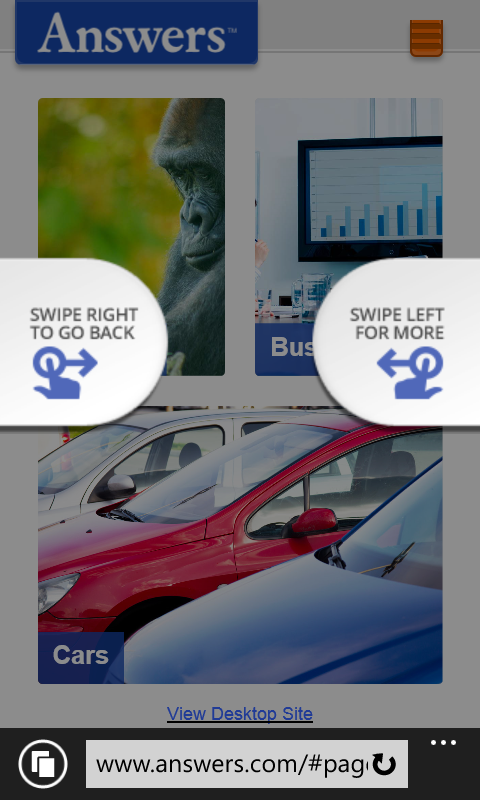 Answers™
SWIPE RIGHT
TO GO BACK
SWIPE LEFT
FOR MORE
Bus
Cars
View Desktop Site
www.answers.com/#pag